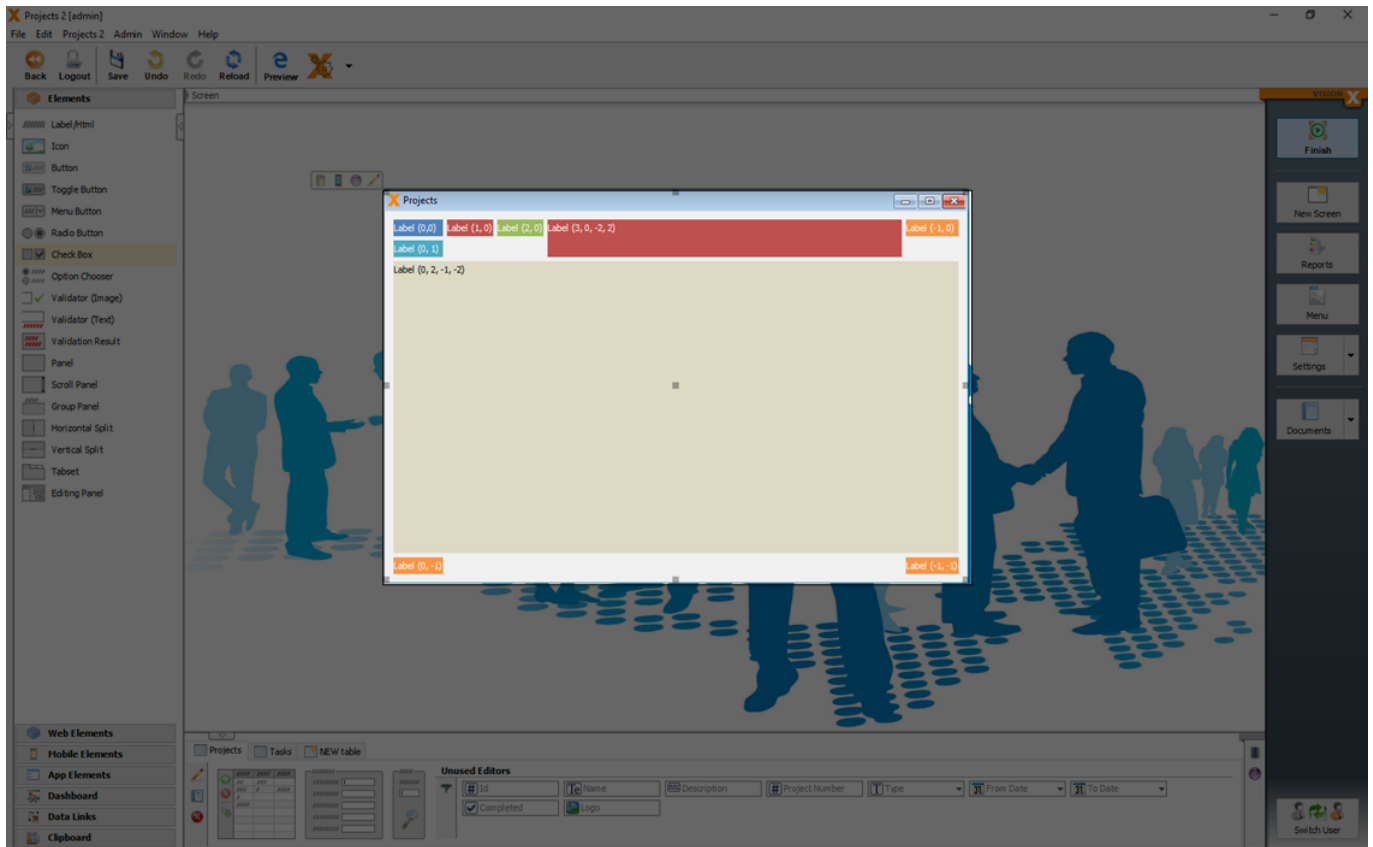 Projects 2 [admin]
File Edit Projects 2 Admin Window Help
Back Logout Save Undo Redo Reload Preview
Elements
Screen
VISION X
Label/Html
Icon
Button
Toggle Button
Menu Button
Radio Button
Check Box
Option Chooser
Validator (Image)
Validator (Text)
Validation Result
Panel
Scroll Panel
Group Panel
Horizontal Split
Vertical Split
Tabset
Editing Panel
Projects
Label (0,0) Label (1, 0) Label (2, 0) Label (3, 0, -2, 2) Label (-1, 0)
Label (0, 1)
Label (0, 2, -1, -2)
Label (0, -1) Label (-1, -1)
Finish
New Screen
Reports
Menu
Settings
Documents
Switch User
Web Elements
Mobile Elements
App Elements
Dashboard
Data Links
Clipboard
Projects Tasks NEW table
Unused Editors
# Id Te Name Description # Project Number T Type 31 From Date 31 To Date
Completed Logo